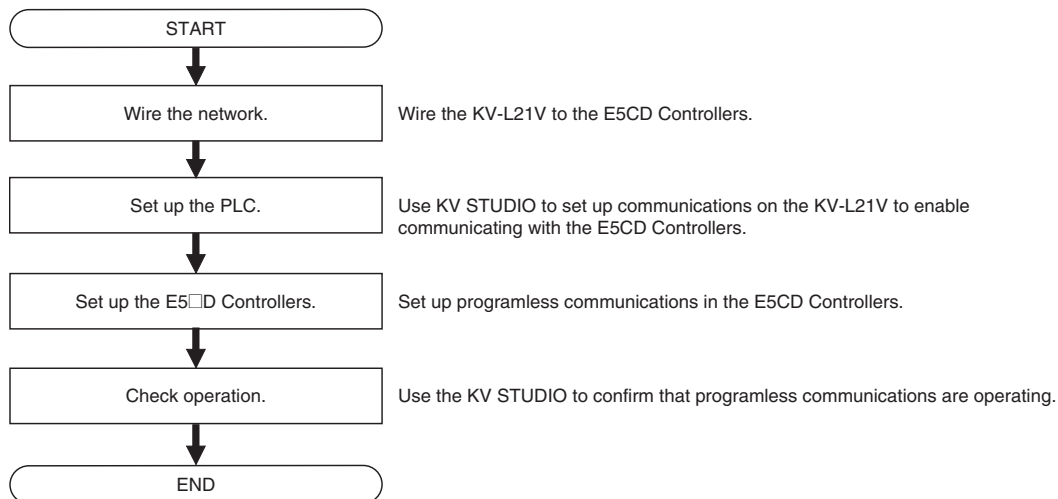 START
Wire the network.
Wire the KV-L21V to the E5CD Controllers.
Set up the PLC.
Use KV STUDIO to set up communications on the KV-L21V to enable
communicating with the E5CD Controllers.
Set up the E5□D Controllers.
Set up programless communications in the E5CD Controllers.
Check operation.
Use the KV STUDIO to confirm that programless communications are operating.
END